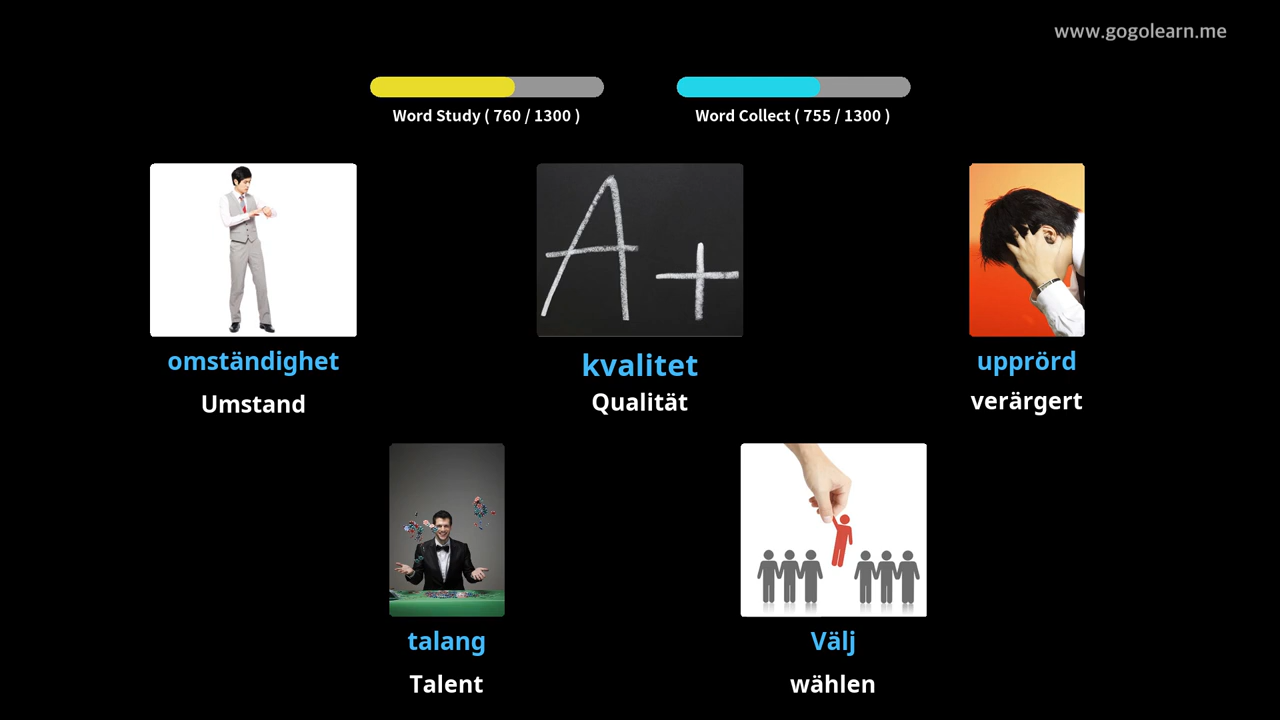 www.gogolearn.me
Word Study ( 760 / 1300 )
Word Collect ( 755 / 1300 )
A+
omständighet
Umstand
kvalitet
Qualität
upprörd
verärgert
talang
Talent
Välj
wählen